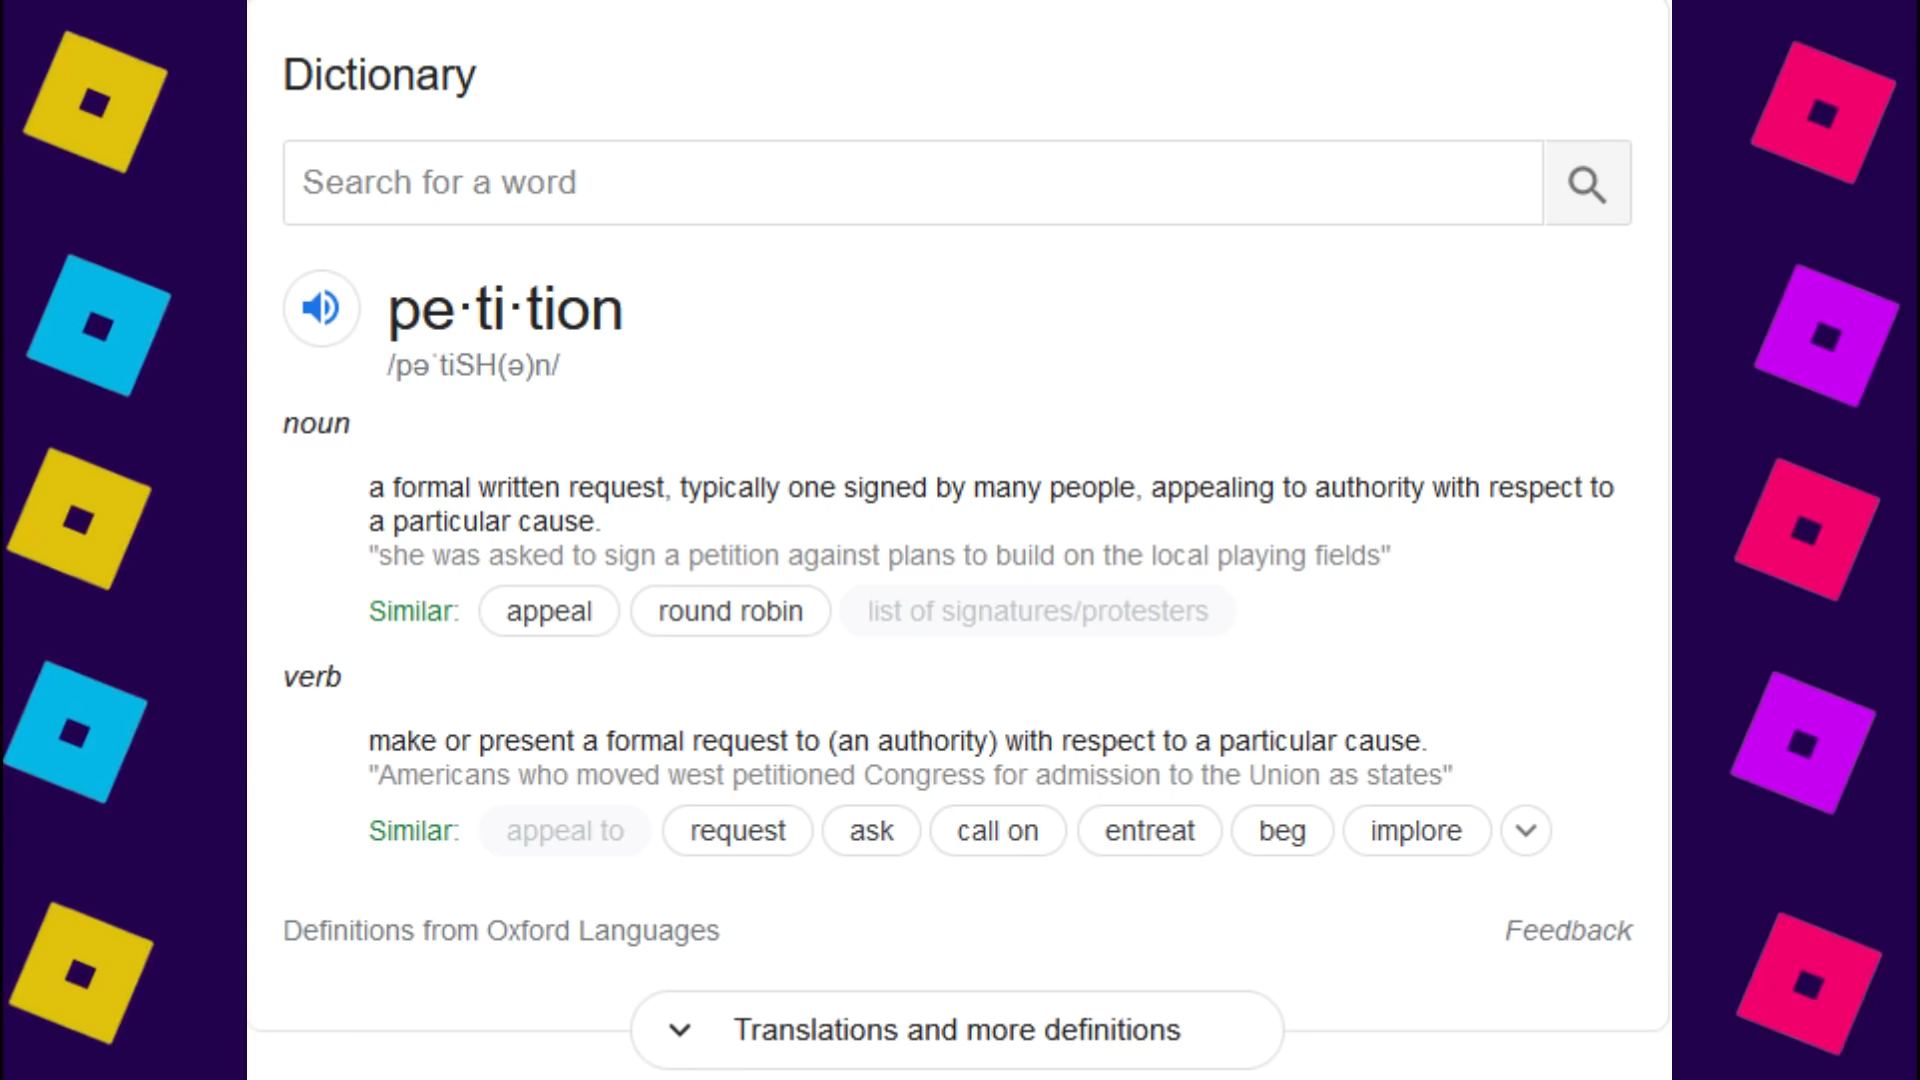 Dictionary
Search for a word
pe·ti·tion
/pəˈtiSH(ə)n/
noun
a formal written request, typically one signed by many people, appealing to authority with respect to
a particular cause.
"she was asked to sign a petition against plans to build on the local playing fields"
Similar: appeal round robin list of signatures/protesters
verb
make or present a formal request to (an authority) with respect to a particular cause.
"Americans who moved west petitioned Congress for admission to the Union as states"
Similar: appeal to request ask call on entreat beg implore
Definitions from Oxford Languages Feedback
Translations and more definitions